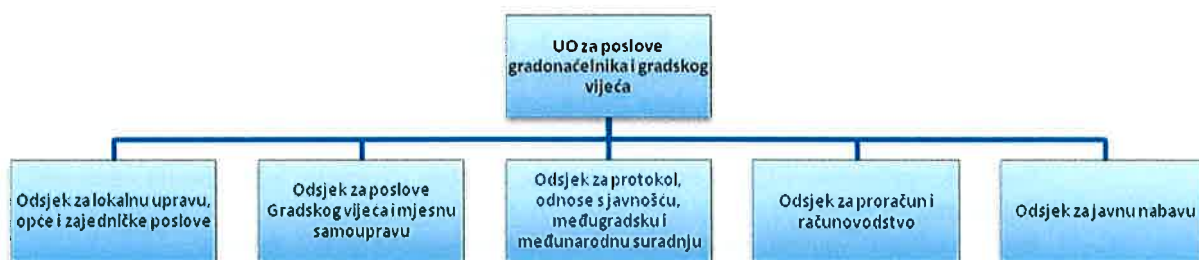 UO za poslove
gradonačelnika i gradskog
vijeća
Odsjek za lokalnu upravu,
opće i zajedničke poslove
Odsjek za poslove
Gradskog vijeća i mjesnu
samoupravu
Odsjek za protokol,
odnose s javnošću,
međugradsku i
međunarodnu suradnju
Odsjek za proračun i
računovodstvo
Odsjek za javnu nabavu